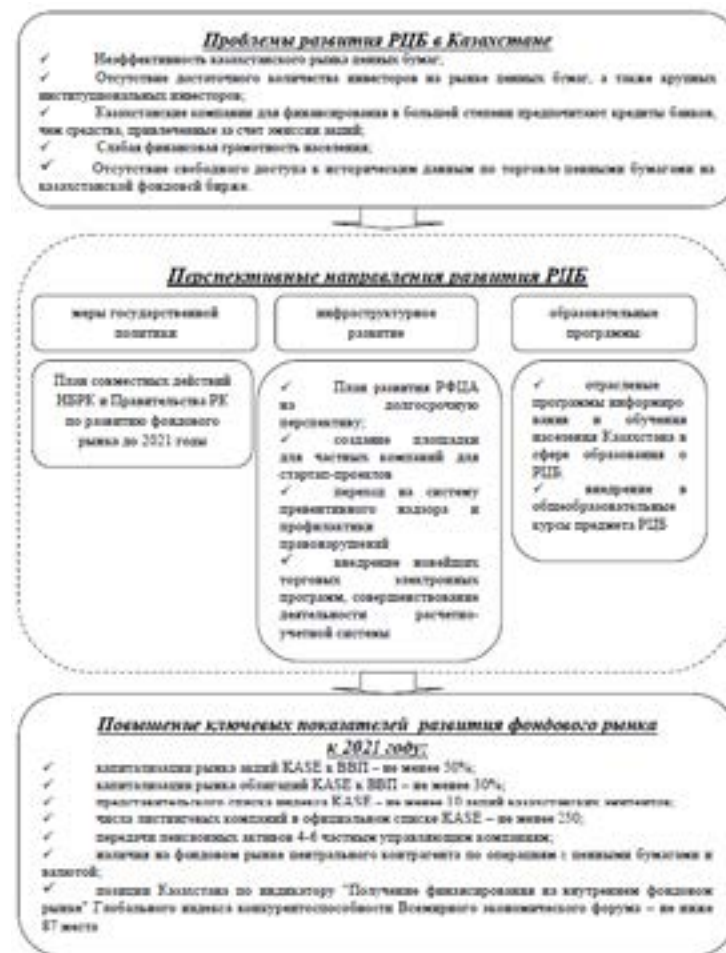 Проблемы развития РЦБ в Казахстане
✓ Неэффективность казахстанского рынка ценных бумаг;
✓ Отсутствие достаточного количества инвесторов на рынке ценных бумаг, а также крупных
институциональных инвесторов;
✓ Казахстанские компании для финансирования в большей степени предпочитают кредиты банков,
чем средства, привлеченные за счет эмиссии акций;
✓ Слабая финансовая грамотность населения;
✓ Отсутствие свободного доступа к историческим данным по торговле ценными бумагами на
казахстанской фондовой бирже.
Перспективные направления развития РЦБ
меры государственной
политики
План совместных действий
НБРК и Правительства РК
по развитию фондового
рынка до 2021 годы
инфраструктурное
развитие
✓ План развития РФЦА
на долгосрочную
перспективу;
✓ создание площадки
для частных компаний для
стартап-проектов
✓ переход на систему
превентивного надзора и
профилактики
правонарушений
✓ внедрение новейших
торговых электронных
программ, совершенствование
деятельности расчетно-
учетной системы
образовательные
программы
✓ отраслевые
программы информиро
вания и обучения
населения Казахстана в
сфере образования о
РЦБ;
✓ внедрение в
общеобразовательные
курсы предмета РЦБ
Повышение ключевых показателей развития фондового рынка
к 2021 году:
✓ капитализации рынка акций KASE к ВВП – не менее 50%;
✓ капитализации рынка облигаций KASE к ВВП – не менее 30%;
✓ представительского списка индекса KASE – не менее 10 акций казахстанских эмитентов;
✓ числа листинговых компаний в официальном списке KASE – не менее 250;
✓ передачи пенсионных активов 4-6 частным управляющим компаниям;
✓ наличия на фондовом рынке центрального контрагента по операциям с ценными бумагами и
валютой;
✓ позиции Казахстана по индикатору "Получение финансирования на внутреннем фондовом
рынке" Глобального индекса конкурентоспособности Всемирного экономического форума – не ниже
87 место